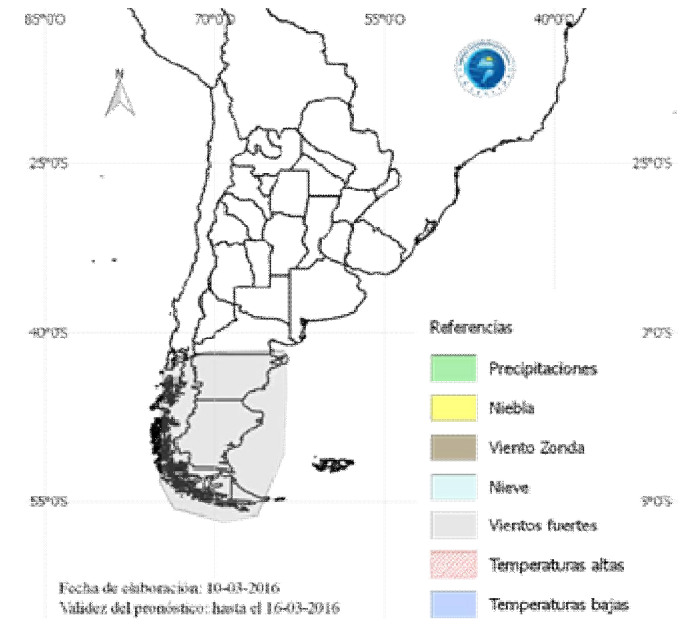 85°0'O 70°0'O 55°0'O 40°0'O
N
25°0'S 25°0'S
40°0'S
Referencias
Precipitaciones
Niebla
Viento Zonda
Nieve
55°0'S
Vientos fuertes
Temperaturas altas
Temperaturas bajas
Fecha de elaboración: 10-03-2016
Validez del pronóstico: hasta el 16-03-2016